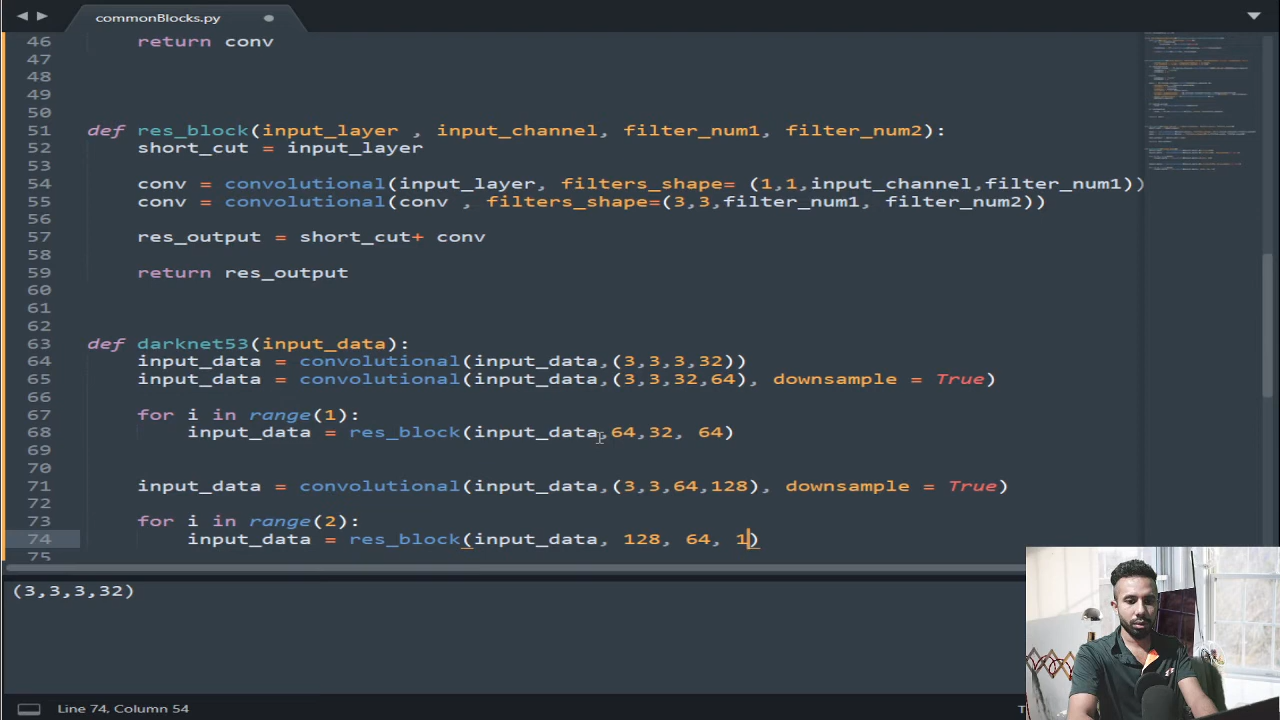 commonBlocks.py
46 return conv
47
48
49
50
51 def res_block(input_layer , input_channel, filter_num1, filter_num2):
52 short_cut = input_layer
53
54 conv = convolutional(input_layer, filters_shape= (1,1,input_channel,filter_num1))
55 conv = convolutional(conv , filters_shape=(3,3,filter_num1, filter_num2))
56
57 res_output = short_cut+ conv
58
59 return res_output
60
61
62
63 def darknet53(input_data):
64 input_data = convolutional(input_data,(3,3,3,32))
65 input_data = convolutional(input_data,(3,3,32,64), downsample = True)
66
67 for i in range(1):
68 input_data = res_block(input_data,64,32, 64)
69
70
71 input_data = convolutional(input_data,(3,3,64,128), downsample = True)
72
73 for i in range(2):
74 input_data = res_block(input_data, 128, 64, 1)
75
(3,3,3,32)
Line 74, Column 54